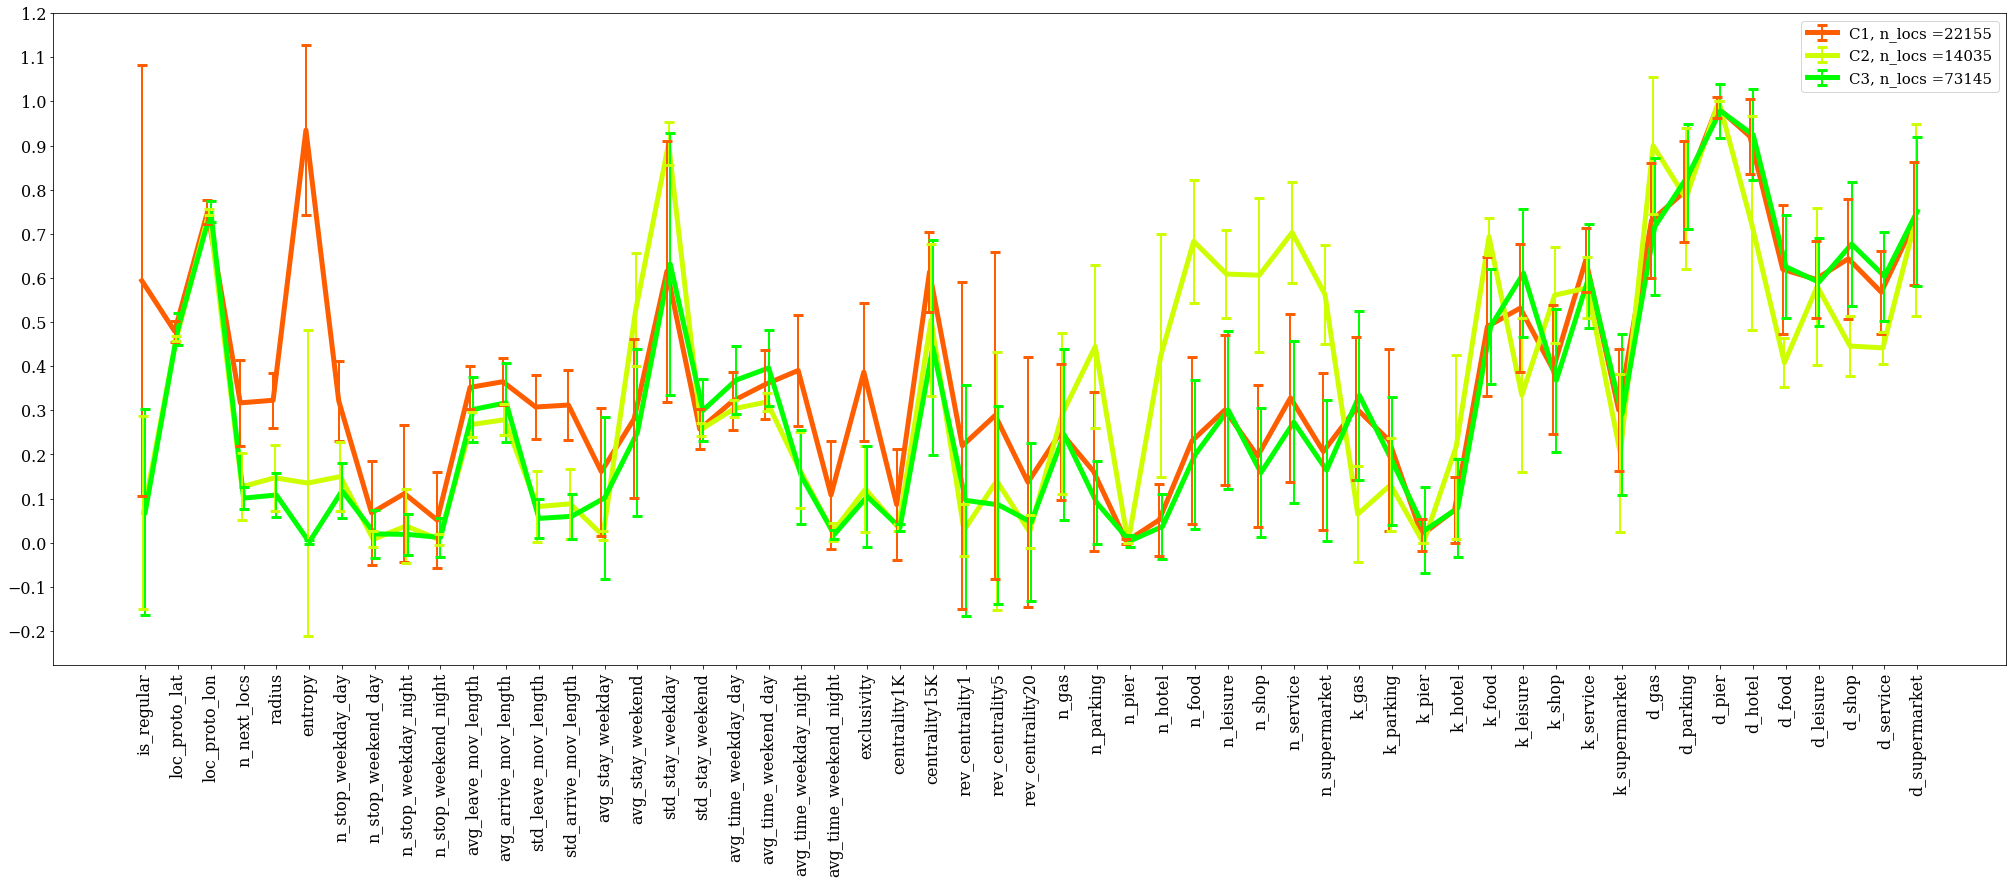 1.2
1.1
1.0
0.9
0.8
0.7
0.6
0.5
0.4
0.3
0.2
0.1
0.0
−0.1
−0.2
C1, n_locs =22155
C2, n_locs =14035
C3, n_locs =73145
is_regular
loc_proto_lat
loc_proto_lon
n_next_locs
radius
entropy
n_stop_weekday_day
n_stop_weekend_day
n_stop_weekday_night
n_stop_weekend_night
avg_leave_mov_length
avg_arrive_mov_length
std_leave_mov_length
std_arrive_mov_length
avg_stay_weekday
avg_stay_weekend
std_stay_weekday
std_stay_weekend
avg_time_weekday_day
avg_time_weekend_day
avg_time_weekday_night
avg_time_weekend_night
exclusivity
centrality1K
centrality15K
rev_centrality1
rev_centrality5
rev_centrality20
n_gas
n_parking
n_pier
n_hotel
n_food
n_leisure
n_shop
n_service
n_supermarket
k_gas
k_parking
k_pier
k_hotel
k_food
k_leisure
k_shop
k_service
k_supermarket
d_gas
d_parking
d_pier
d_hotel
d_food
d_leisure
d_shop
d_service
d_supermarket